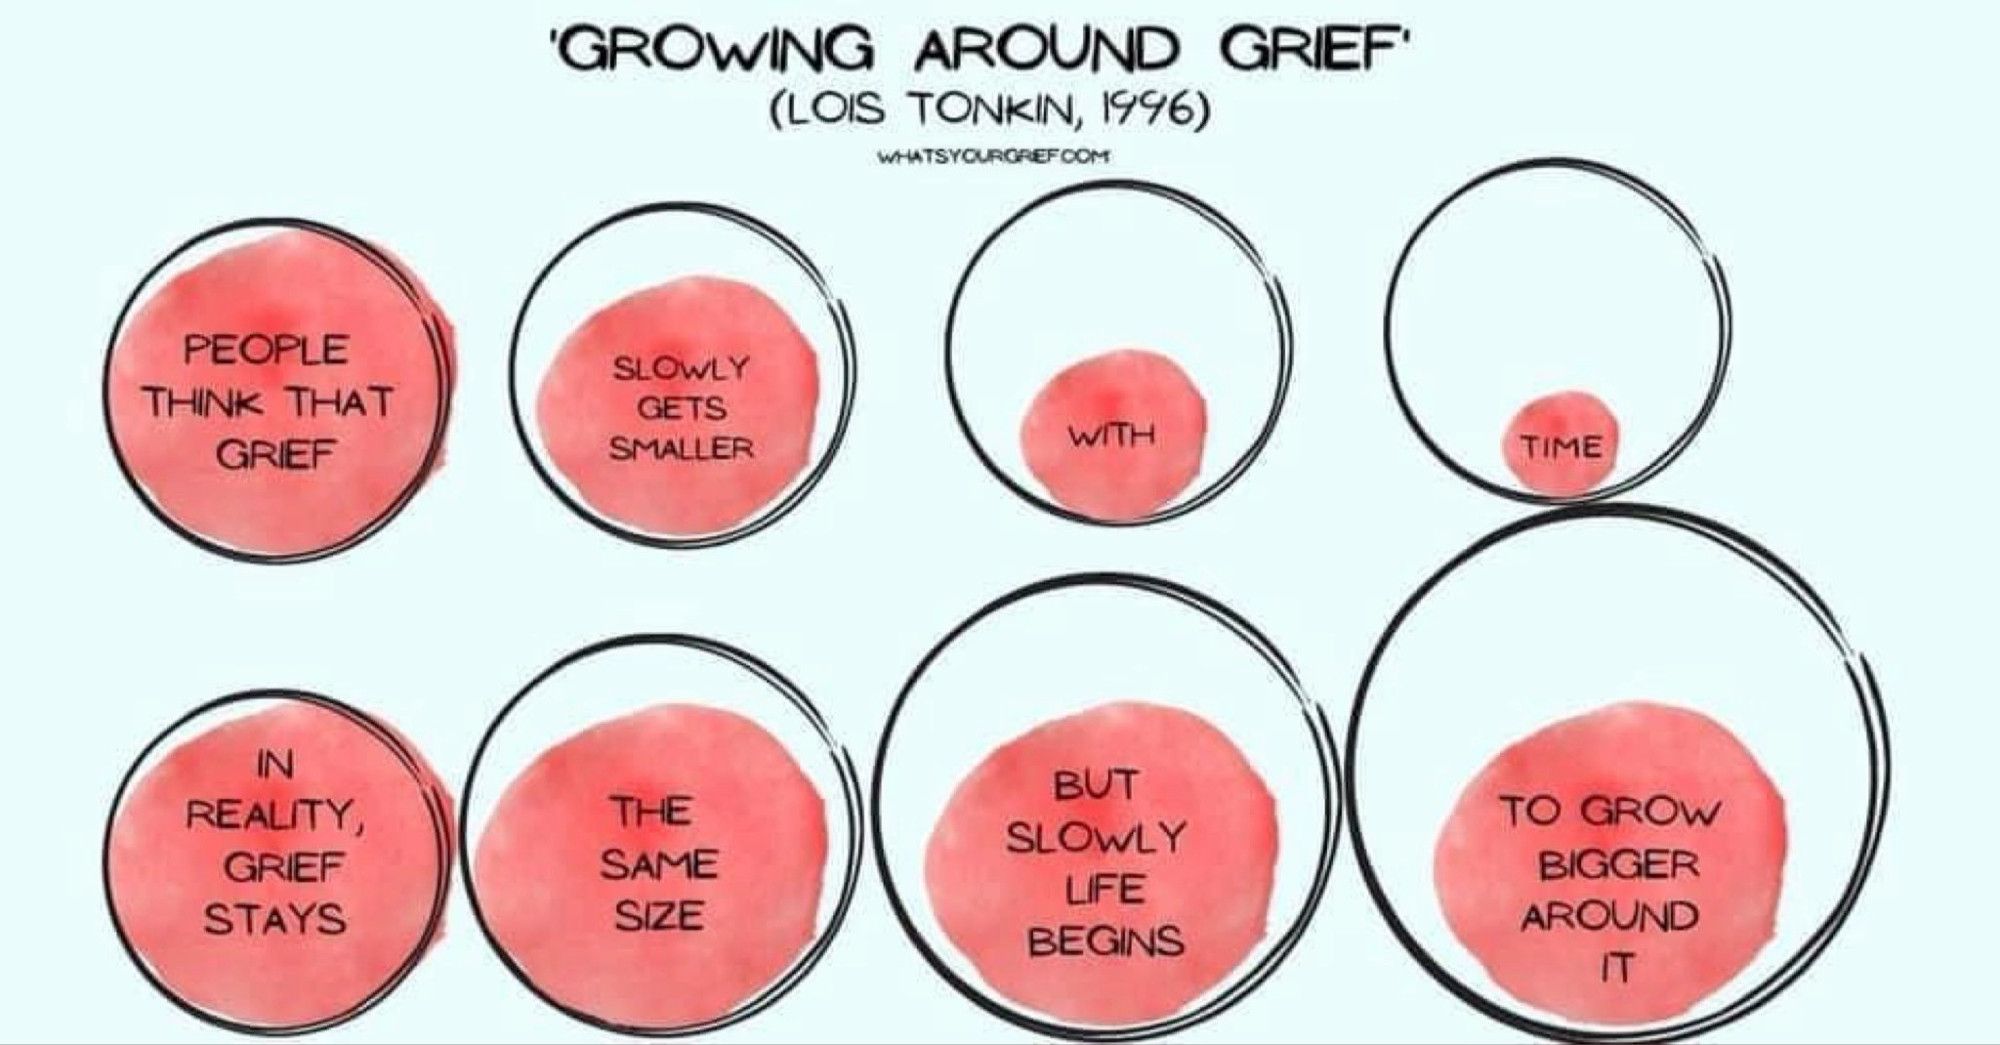 'GROWING AROUND GRIEF'
(LOIS TONKIN, 1996)
WHATSYOURGRIEF.COM
PEOPLE
THINK THAT
GRIEF
SLOWLY
GETS
SMALLER
WITH
TIME
IN
REALITY,
GRIEF
STAYS
THE
SAME
SIZE
BUT
SLOWLY
LIFE
BEGINS
TO GROW
BIGGER
AROUND
IT